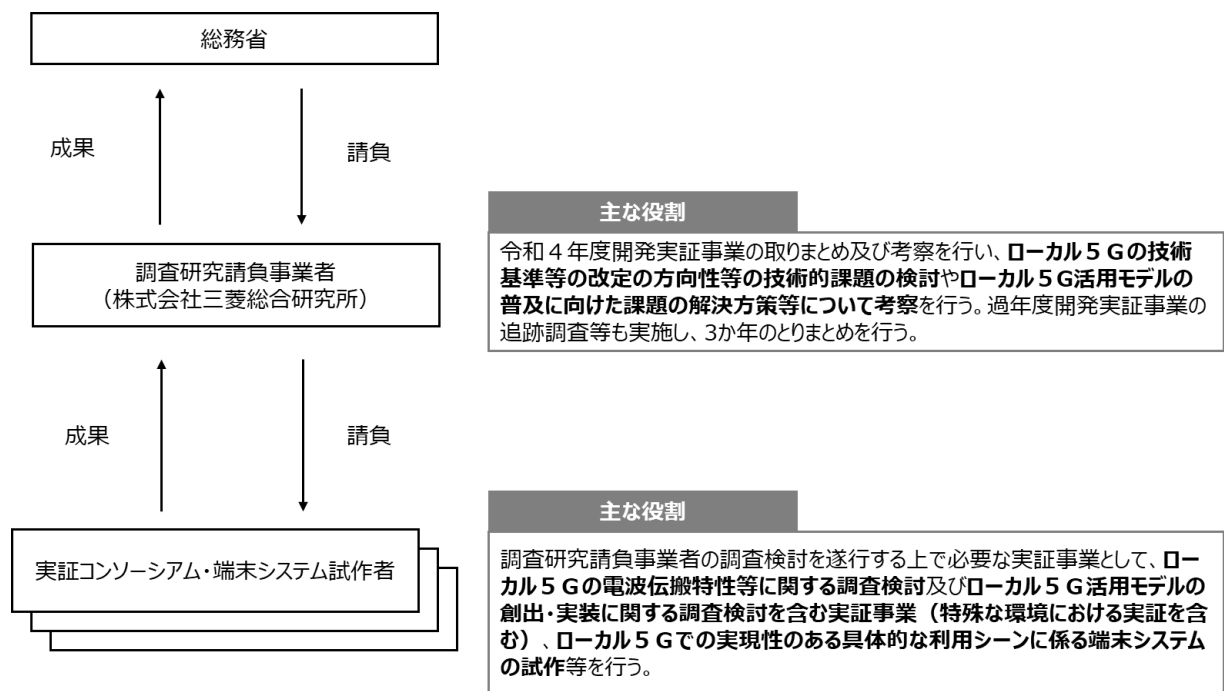 総務省
成果
請負
調査研究請負事業者
（株式会社三菱総合研究所）
主な役割
令和４年度開発実証事業の取りまとめ及び考察を行い、ローカル５Ｇの技術
基準等の改定の方向性等の技術的課題の検討やローカル５G活用モデルの
普及に向けた課題の解決方策等について考察を行う。過年度開発実証事業の
追跡調査等も実施し、3か年のとりまとめを行う。
成果
請負
実証コンソーシアム・端末システム試作者
主な役割
調査研究請負事業者の調査検討を遂行する上で必要な実証事業として、ロー
カル５Ｇの電波伝搬特性等に関する調査検討及びローカル５Ｇ活用モデルの
創出・実装に関する調査検討を含む実証事業（特殊な環境における実証を含
む）、ローカル５Ｇでの実現性のある具体的な利用シーンに係る端末システム
の試作等を行う。